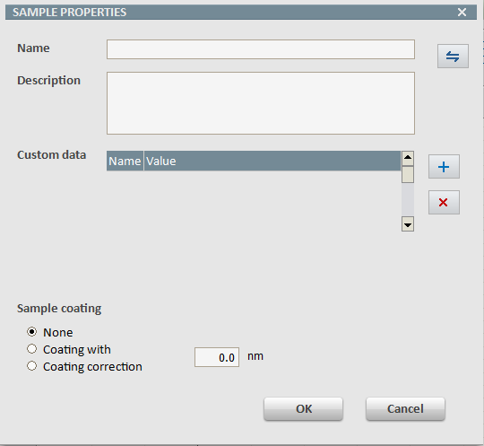 SAMPLE PROPERTIES
Name
Description
Custom data
Name Value
Sample coating
None
Coating with
0.0 nm
Coating correction
OK Cancel